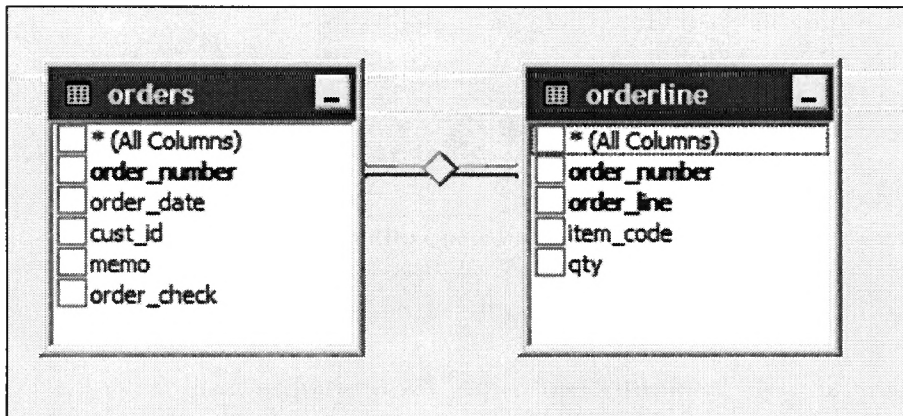 orders
* (All Columns)
order_number
order_date
cust_id
memo
order_check
orderline
* (All Columns)
order_number
order_line
item_code
qty